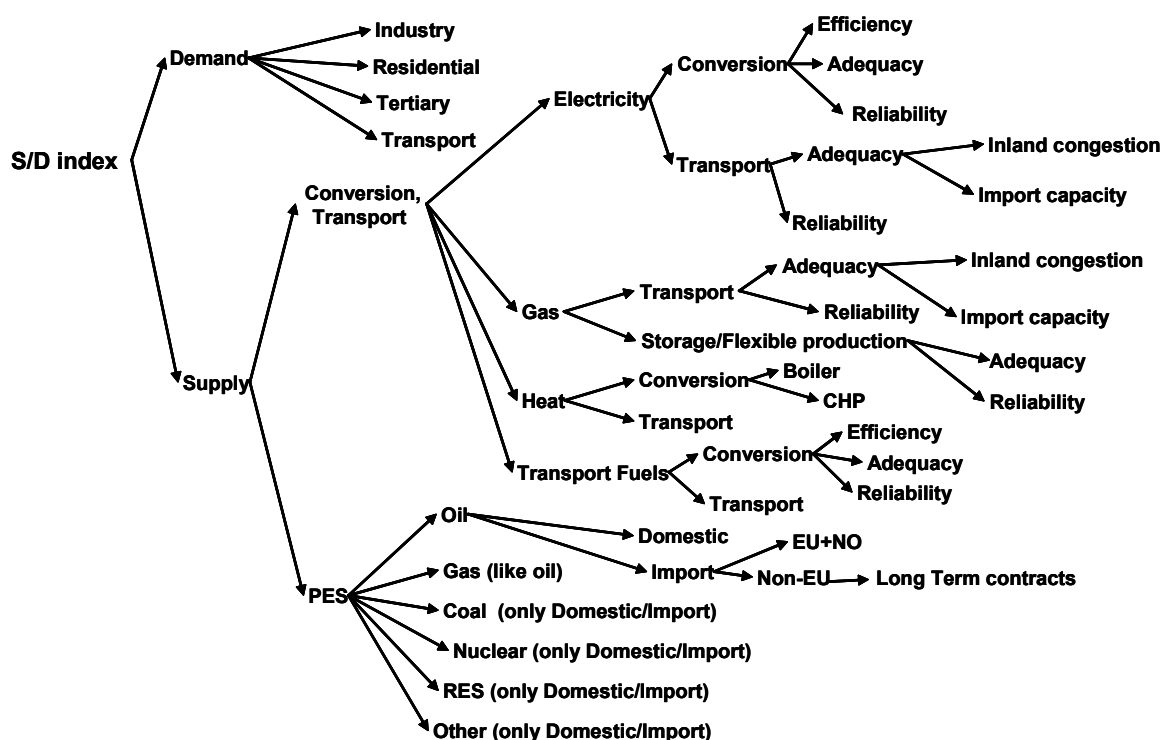 S/D index
Demand
Industry
Residential
Tertiary
Transport
Supply
Conversion,
Transport
Electricity
Conversion
Efficiency
Adequacy
Reliability
Transport
Adequacy
Inland congestion
Import capacity
Reliability
Gas
Transport
Adequacy
Inland congestion
Import capacity
Reliability
Storage/Flexible production
Adequacy
Reliability
Heat
Conversion
Boiler
CHP
Transport
Transport Fuels
Conversion
Efficiency
Adequacy
Reliability
Transport
PES
Oil
Domestic
Import
EU+NO
Non-EU
Long Term contracts
Gas (like oil)
Coal (only Domestic/Import)
Nuclear (only Domestic/Import)
RES (only Domestic/Import)
Other (only Domestic/Import)